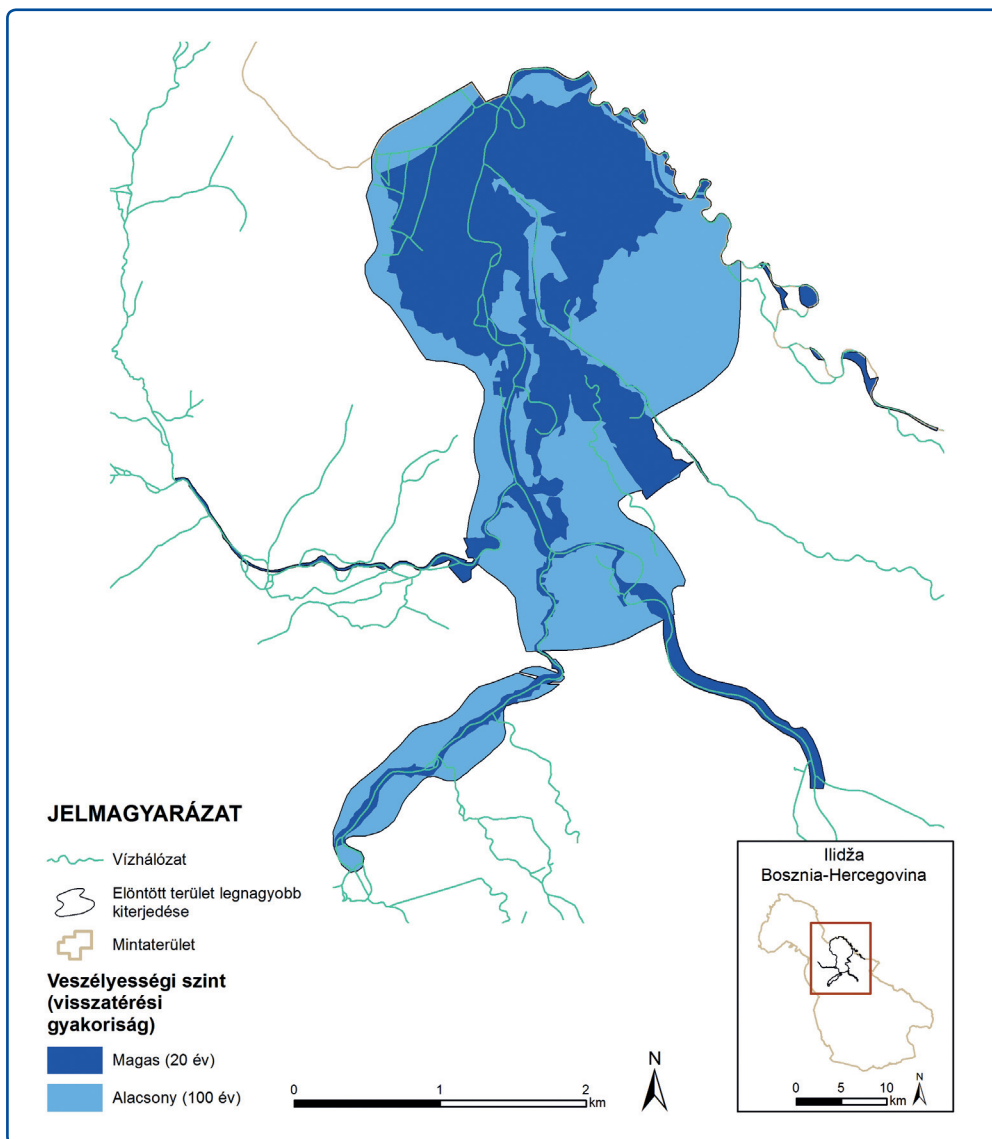 JELMAGYARÁZAT
Vízhálózat
Elöntött terület legnagyobb
kiterjedése
Mintaterület
Veszélyességi szint
(visszatérési
gyakoriság)
Magas (20 év)
Alacsony (100 év)
0 1 2
km
N
Ilidža
Bosznia-Hercegovina
0 5 10
km
N